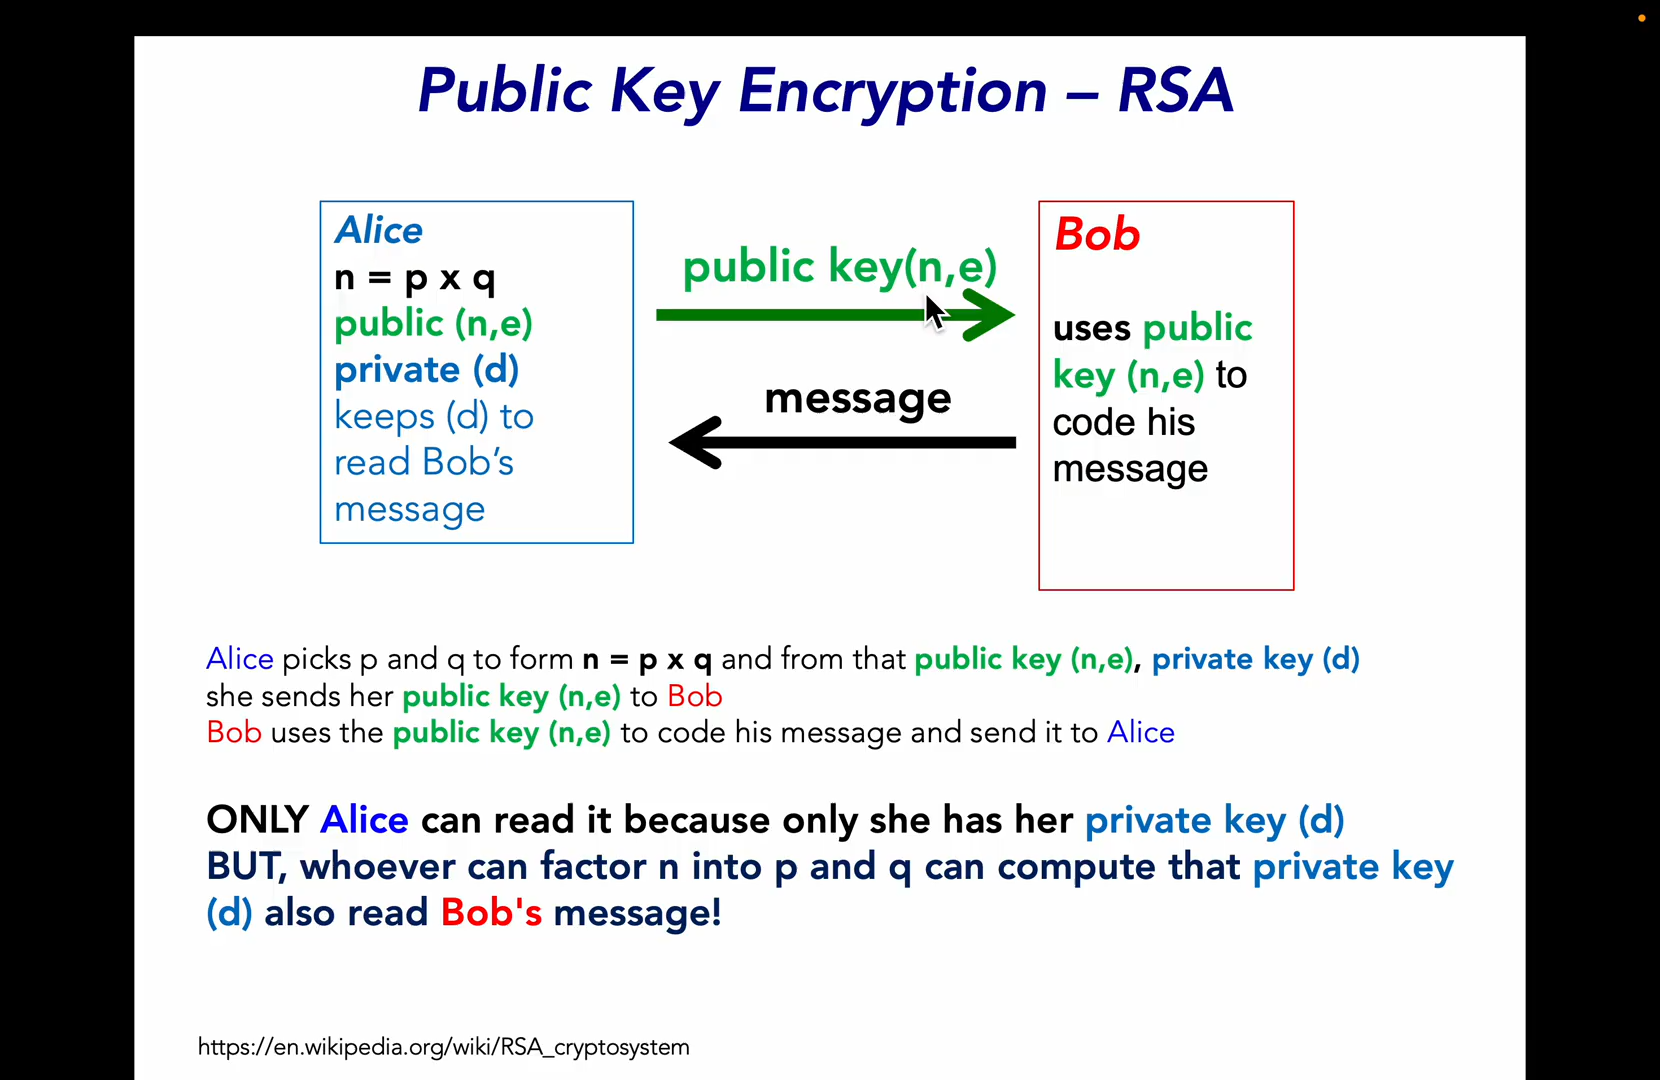 Public Key Encryption – RSA
Alice
n = p x q
public (n,e)
private (d)
keeps (d) to
read Bob’s
message
public key(n,e)
message
Bob
uses public
key (n,e) to
code his
message
Alice picks p and q to form n = p x q and from that public key (n,e), private key (d)
she sends her public key (n,e) to Bob
Bob uses the public key (n,e) to code his message and send it to Alice
ONLY Alice can read it because only she has her private key (d)
BUT, whoever can factor n into p and q can compute that private key
(d) also read Bob's message!
https://en.wikipedia.org/wiki/RSA_cryptosystem